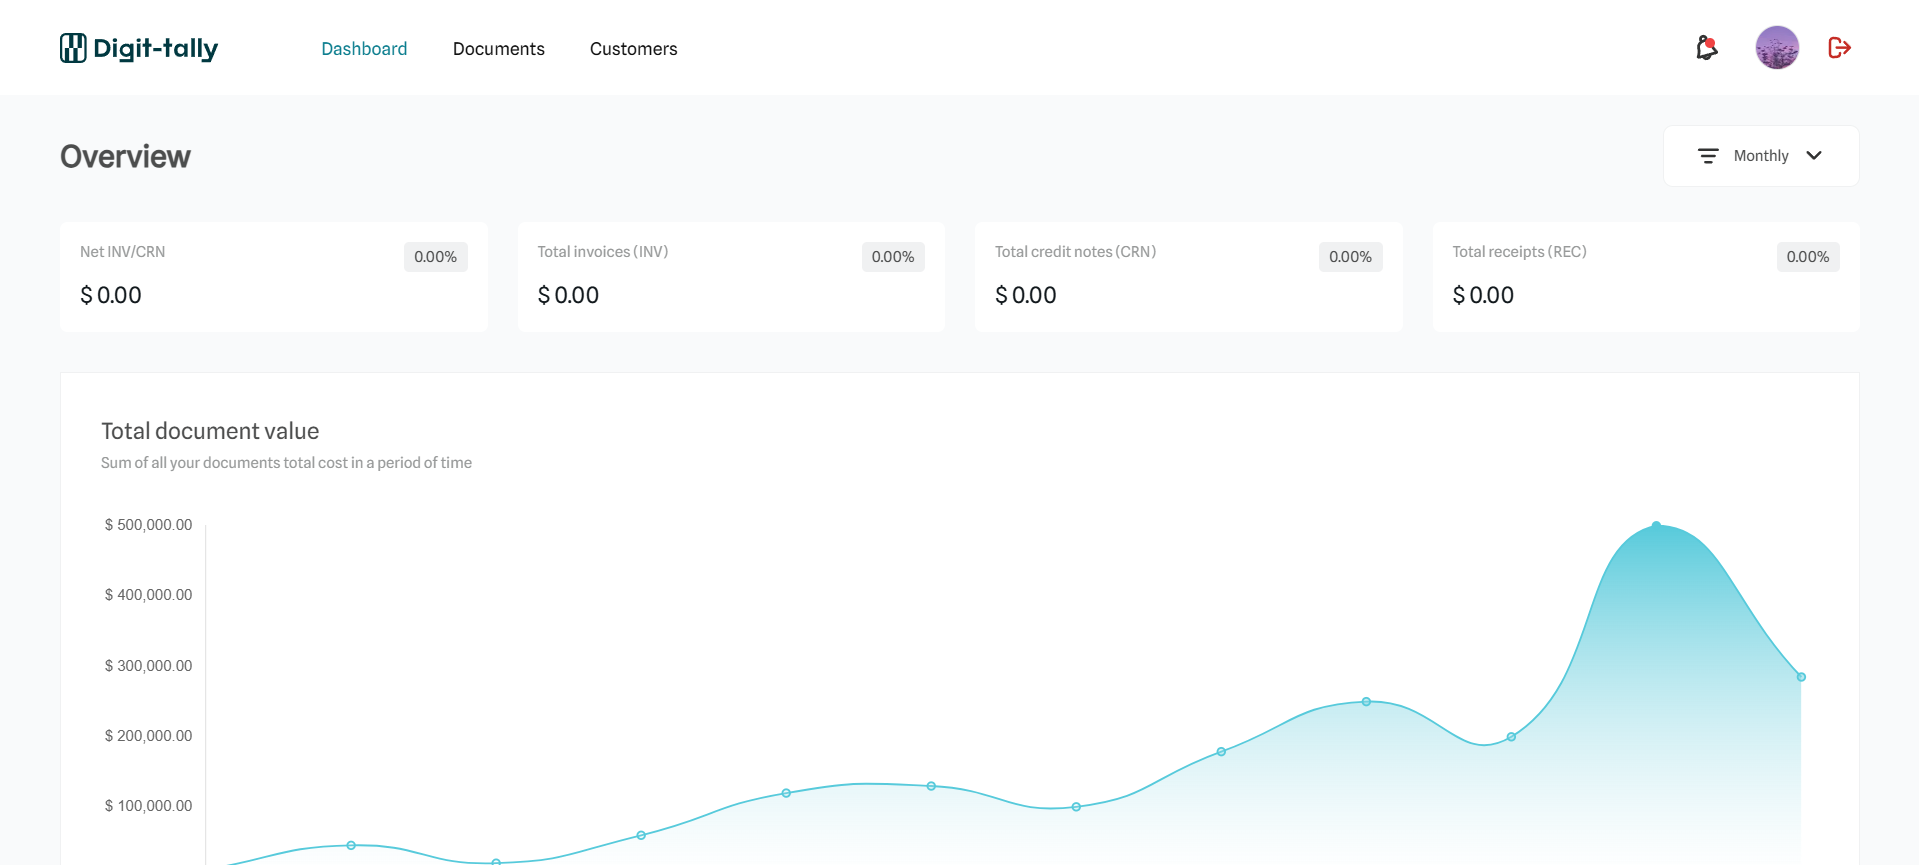 Digit-tally
Dashboard
Documents
Customers
Overview
Monthly
Net INV/CRN
0.00%
$ 0.00
Total invoices (INV)
0.00%
$ 0.00
Total credit notes (CRN)
0.00%
$ 0.00
Total receipts (REC)
0.00%
$ 0.00
Total document value
Sum of all your documents total cost in a period of time
$ 500,000.00
$ 400,000.00
$ 300,000.00
$ 200,000.00
$ 100,000.00